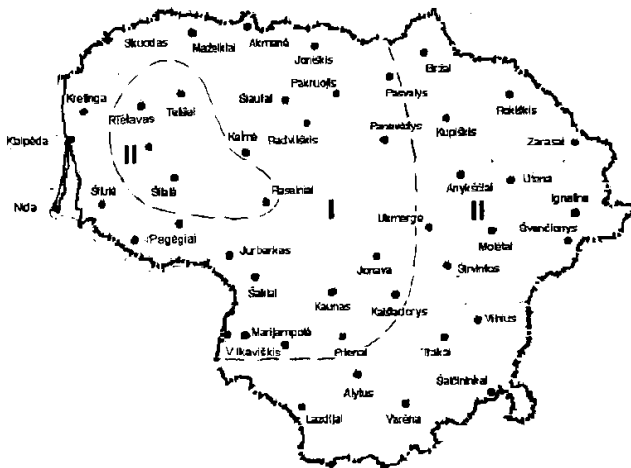 Akmenė
Skuodas
Mažeikiai
Joniškis
Biržai
Pakruojis
Pasvalys
Kretinga
Telšiai
Šiauliai
Rokiškis
Radviliškis
Kupiškis
Klaipėda
Panevėžys
Zarasai
Kelmė
II
Anykščiai
Utena
Šilutė
Šilalė
Raseiniai
I
II
Ignalina
Nida
Ukmergė
Molėtai
Švenčionys
Pagėgiai
Jurbarkas
Jonava
Širvintos
Šakiai
Kaunas
Kaišiadorys
Vilnius
Marijampolė
Vilkaviškis
Prienai
Trakai
Alytus
Šalčininkai
Lazdijai
Varėna